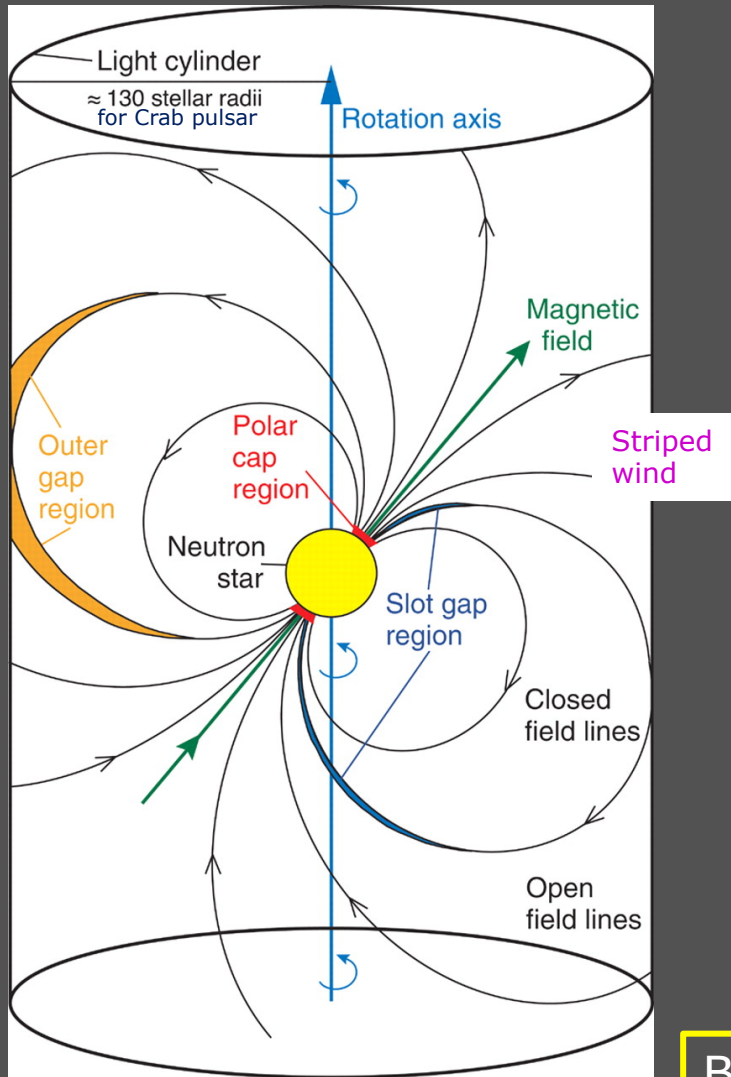 Light cylinder
≈ 130 stellar radii
for Crab pulsar
Rotation axis
Magnetic
field
Striped
wind
Polar
cap
region
Outer
gap
region
Neutron
star
Slot gap
region
Closed
field lines
Open
field lines
B